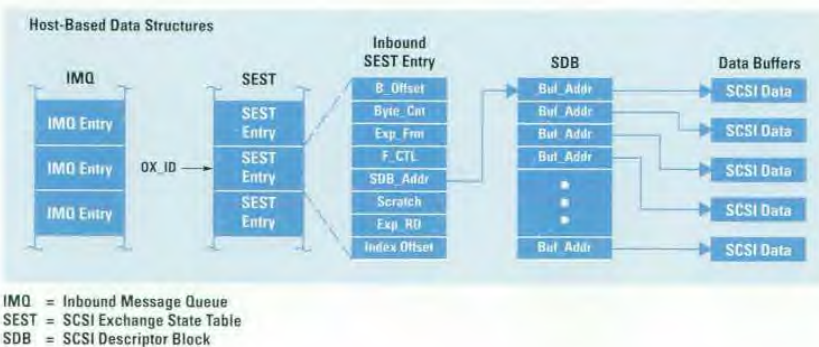 Host-Based Data Structures
IMQ
IMQ Entry
IMQ Entry
IMQ Entry
OX_ID
SEST
SEST
Entry
SEST
Entry
SEST
Entry
Inbound
SEST Entry
B_Offset
Byte_Cnt
Exp_Frm
F_CTL
SDB_Addr
Scratch
Exp_RO
Index Offset
SDB
Buf_Addr
Buf_Addr
Buf_Addr
Buf_Addr
Buf_Addr
Data Buffers
SCSI Data
SCSI Data
SCSI Data
SCSI Data
SCSI Data
IMQ = Inbound Message Queue
SEST = SCSI Exchange State Table
SDB = SCSI Descriptor Block